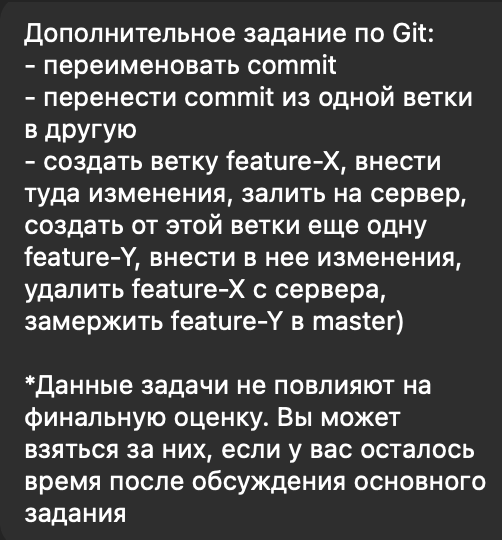 Дополнительное задание по Git:
- переименовать commit
- перенести commit из одной ветки
в другую
- создать ветку feature-X, внести
туда изменения, залить на сервер,
создать от этой ветки еще одну
feature-Y, внести в нее изменения,
удалить feature-X с сервера,
замержить feature-Y в master)

*Данные задачи не повлияют на
финальную оценку. Вы может
взяться за них, если у вас осталось
время после обсуждения основного
задания